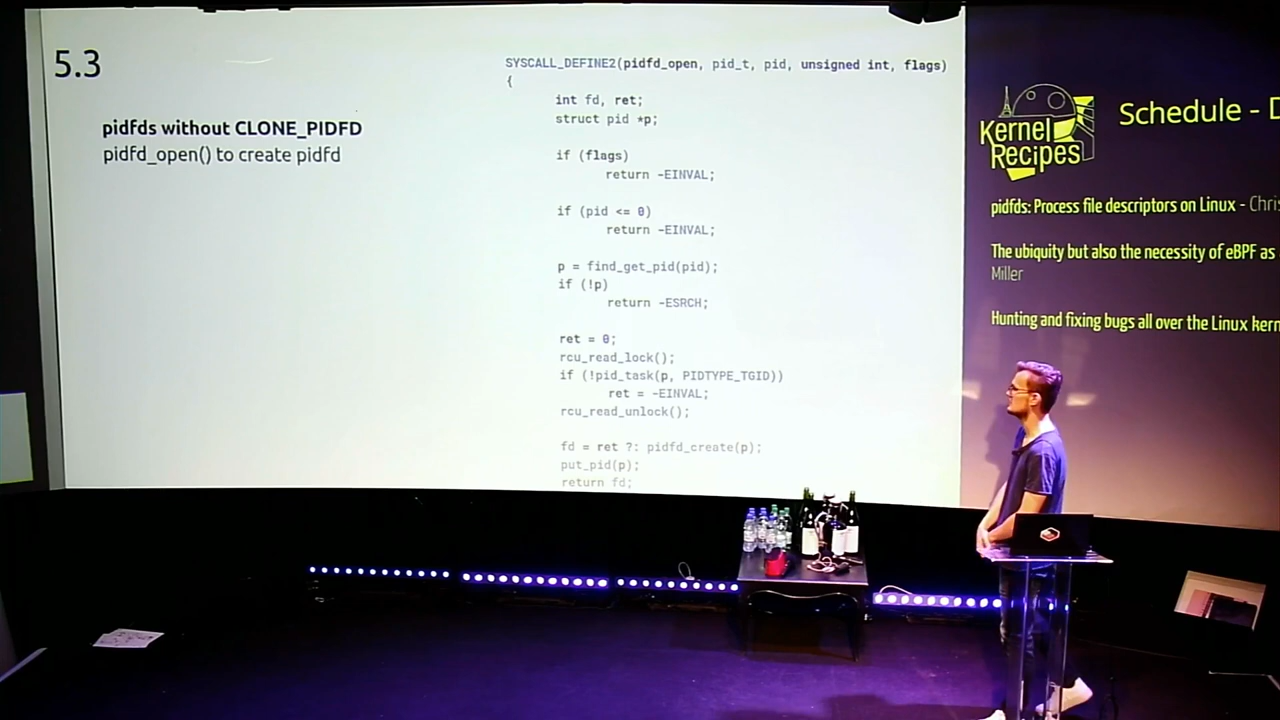 5.3
pidfds without CLONE_PIDFD
pidfd_open() to create pidfd
SYSCALL_DEFINE2(pidfd_open, pid_t, pid, unsigned int, flags)
{
int fd, ret;
struct pid *p;
if (flags)
return -EINVAL;
if (pid <= 0)
return -EINVAL;
p = find_get_pid(pid);
if (!p)
return -ESRCH;
ret = 0;
rcu_read_lock();
if (!pid_task(p, PIDTYPE_TGID))
ret = -EINVAL;
rcu_read_unlock();
fd = ret ?: pidfd_create(p);
put_pid(p);
return fd;
Kernel
Recipes
Schedule - D
pidfds: Process file descriptors on Linux - Chris
The ubiquity but also the necessity of eBPF as
Miller
Hunting and fixing bugs all over the Linux kern